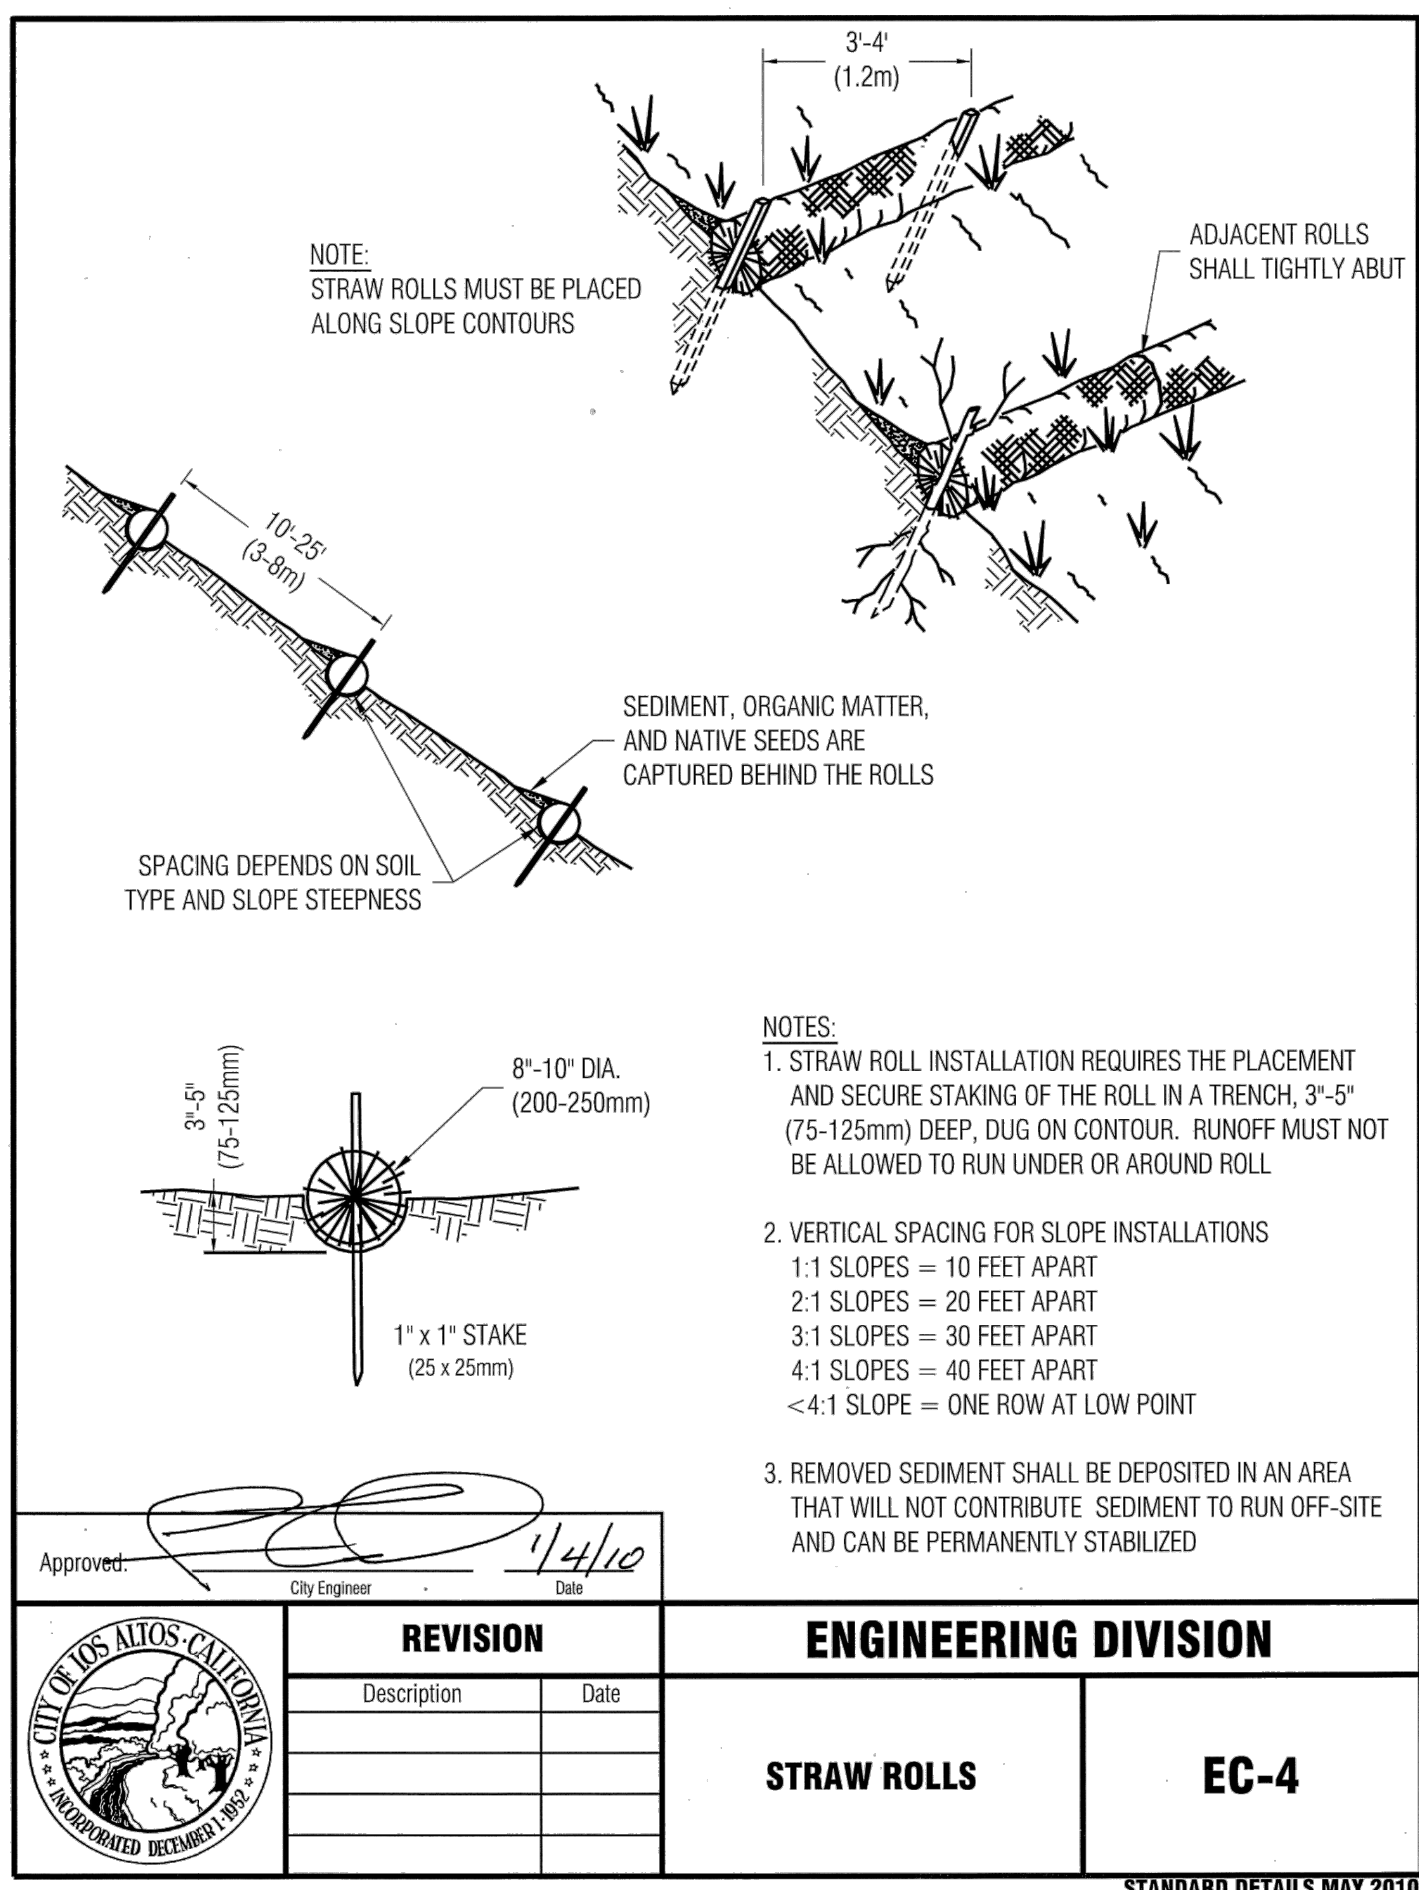 3'-4'
(1.2m)
ADJACENT ROLLS
SHALL TIGHTLY ABUT
NOTE:
STRAW ROLLS MUST BE PLACED
ALONG SLOPE CONTOURS
10'-25'
(3-8m)
SEDIMENT, ORGANIC MATTER,
AND NATIVE SEEDS ARE
CAPTURED BEHIND THE ROLLS
SPACING DEPENDS ON SOIL
TYPE AND SLOPE STEEPNESS
3"-5"
(75-125mm)
8"-10" DIA.
(200-250mm)
1" x 1" STAKE
(25 x 25mm)
NOTES:
1. STRAW ROLL INSTALLATION REQUIRES THE PLACEMENT
AND SECURE STAKING OF THE ROLL IN A TRENCH, 3"-5"
(75-125mm) DEEP, DUG ON CONTOUR. RUNOFF MUST NOT
BE ALLOWED TO RUN UNDER OR AROUND ROLL
2. VERTICAL SPACING FOR SLOPE INSTALLATIONS
1:1 SLOPES = 10 FEET APART
2:1 SLOPES = 20 FEET APART
3:1 SLOPES = 30 FEET APART
4:1 SLOPES = 40 FEET APART
<4:1 SLOPE = ONE ROW AT LOW POINT
3. REMOVED SEDIMENT SHALL BE DEPOSITED IN AN AREA
THAT WILL NOT CONTRIBUTE SEDIMENT TO RUN OFF-SITE
AND CAN BE PERMANENTLY STABILIZED
Approved:
1/4/10
City Engineer
Date
CITY OF LOS ALTOS · CALIFORNIA
INCORPORATED DECEMBER 1 · 1952
REVISION
Description
Date
ENGINEERING DIVISION
STRAW ROLLS
EC-4
STANDARD DETAILS MAY 2010